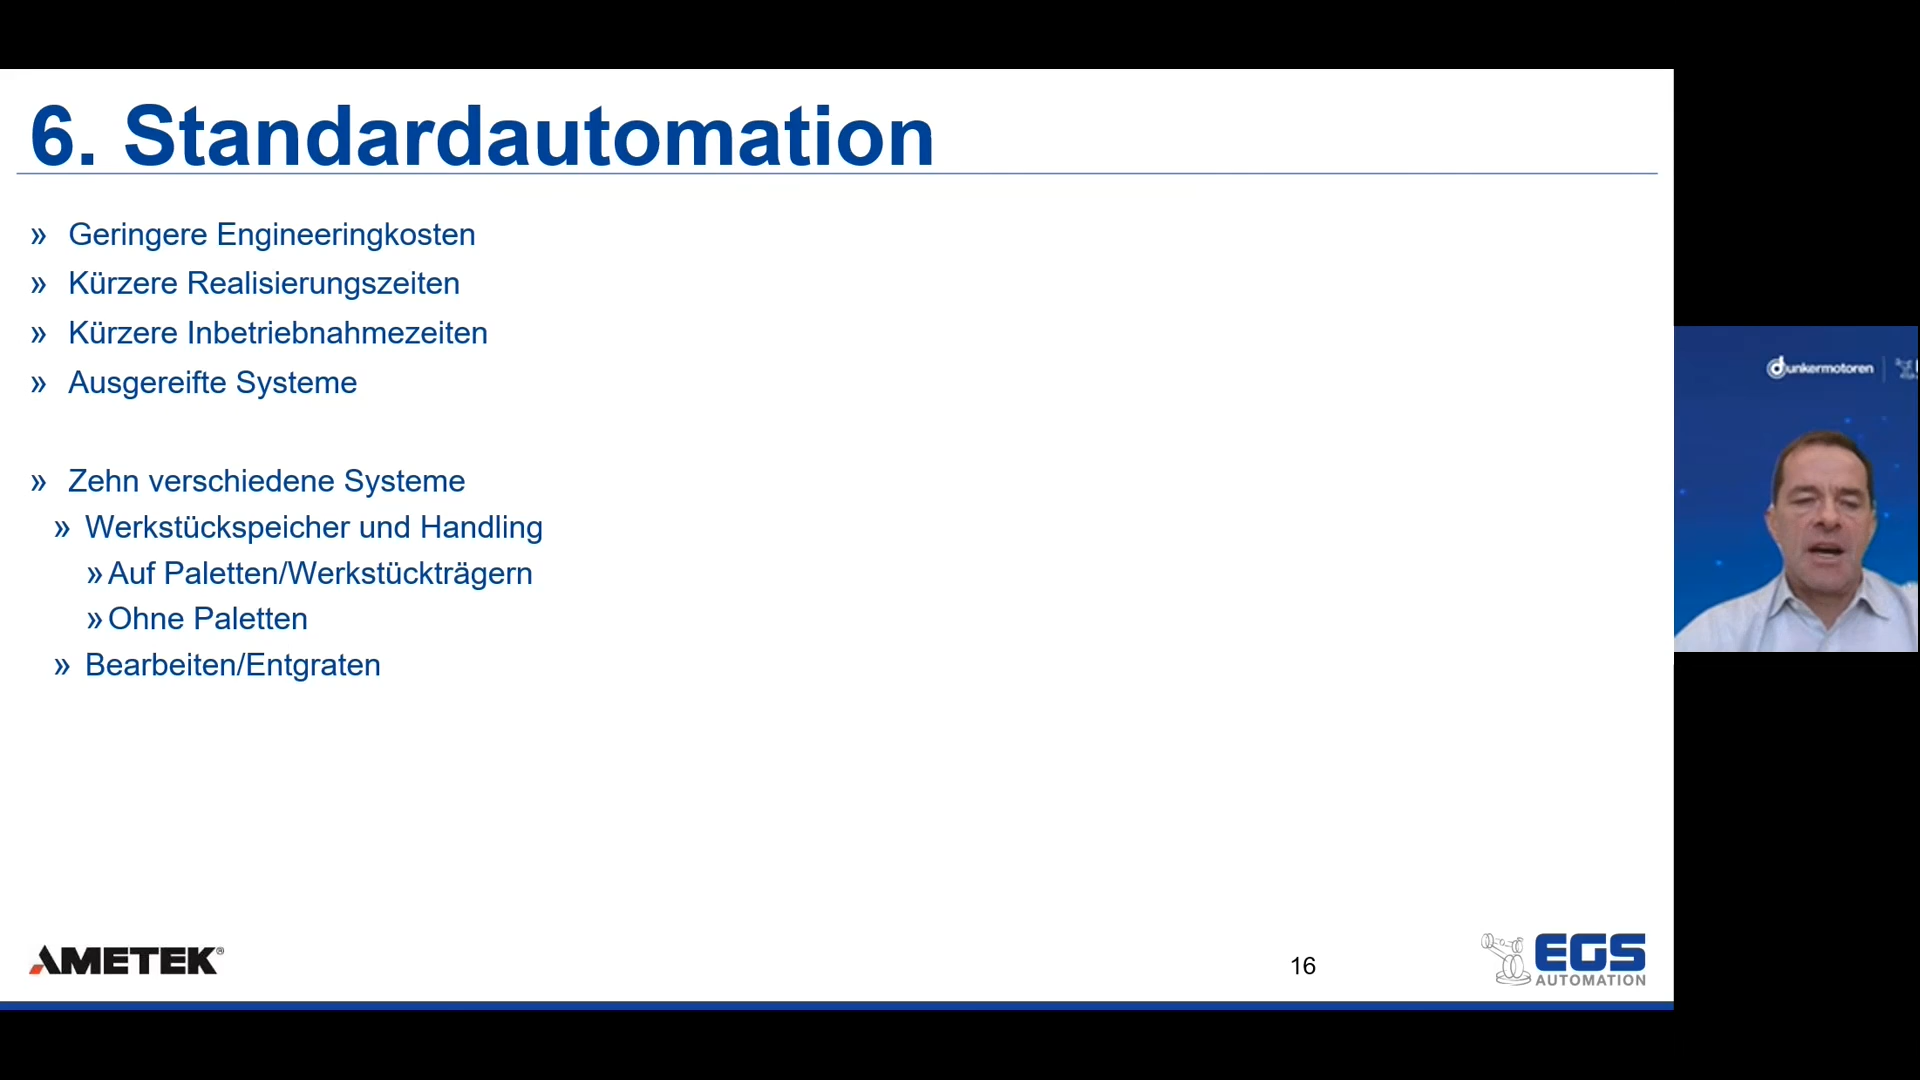 6. Standardautomation
» Geringere Engineeringkosten
» Kürzere Realisierungszeiten
» Kürzere Inbetriebnahmezeiten
» Ausgereifte Systeme
» Zehn verschiedene Systeme
» Werkstückspeicher und Handling
» Auf Paletten/Werkstückträgern
» Ohne Paletten
» Bearbeiten/Entgraten
dunkermotoren
AMETEK®
16
EGS
AUTOMATION